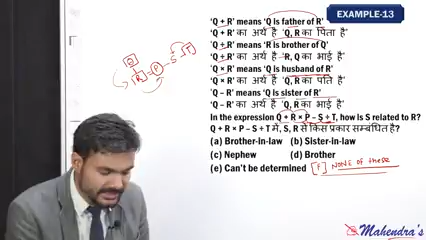 EXAMPLE-13
'Q + R' means 'Q is father of R'
'Q + R' का अर्थ है 'Q, R का पिता है'
'Q ÷ R' means 'R is brother of Q'
'Q ÷ R' का अर्थ है 'R, Q का भाई है'
'Q × R' means 'Q is husband of R'
'Q × R' का अर्थ है 'Q, R का पति है'
'Q – R' means 'Q is sister of R'
'Q – R' का अर्थ है 'Q, R का भाई है'
In the expression Q + R × P – S ÷ T, how is S related to R?
Q + R × P – S ÷ T में, S, R से किस प्रकार सम्बंधित है?
(a) Brother-in-law (b) Sister-in-law
(c) Nephew (d) Brother
(e) Can't be determined [f] NONE of these
Q
R = P – S T
Mahendra's